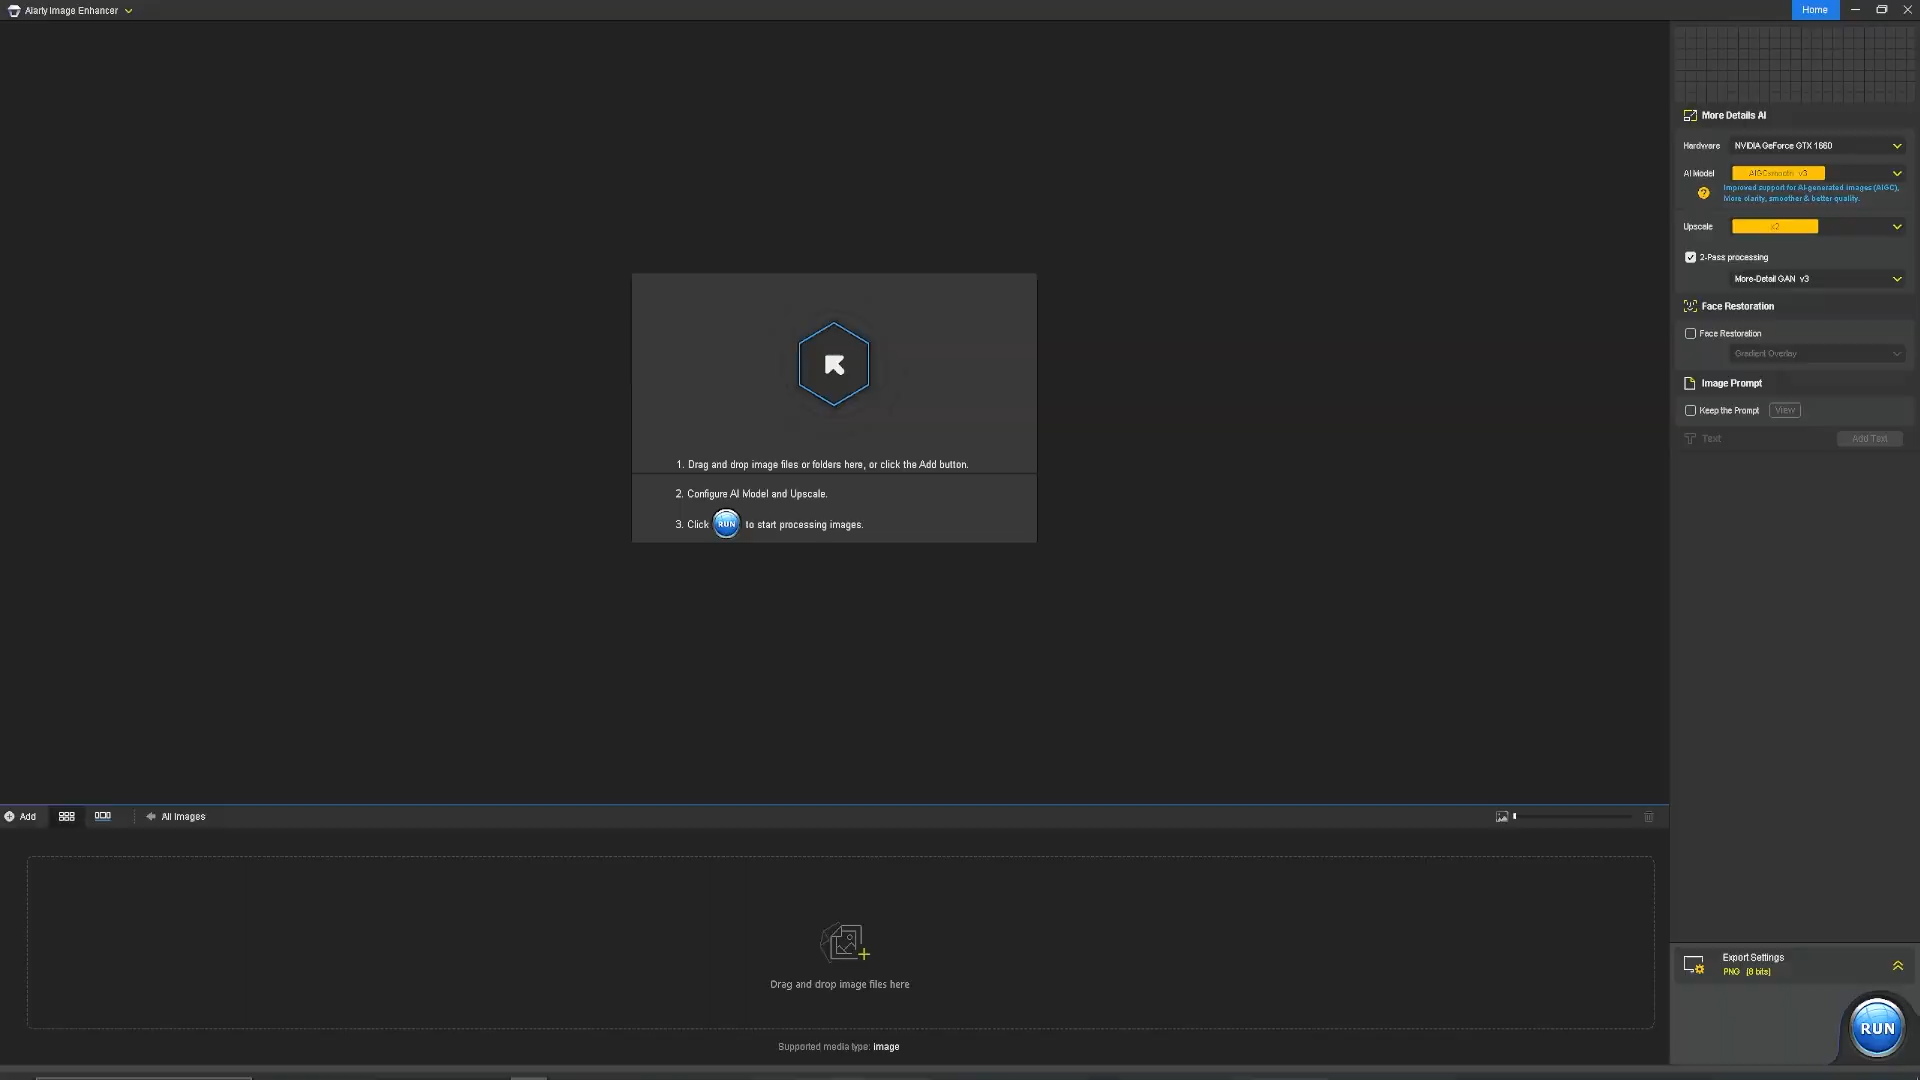 Aiarty Image Enhancer
Home
More Details AI
Hardware NVIDIA GeForce GTX 1660
AI Model AIGCsmooth v3
Improved support for AI-generated images (AIGC),
More clarity, smoother & better quality.
Upscale x2
2-Pass processing
More-Detail GAN v3
Face Restoration
Face Restoration
Gradient Overlay
Image Prompt
Keep the Prompt View
Text Add Text
1. Drag and drop image files or folders here, or click the Add button.
2. Configure AI Model and Upscale.
3. Click RUN to start processing images.
Add All Images
Drag and drop image files here
Supported media type: Image
Export Settings
PNG (8 bits)
RUN